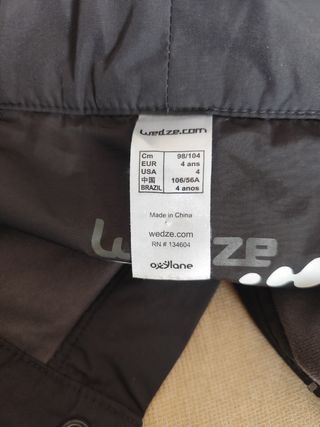 wedze.com
Cm 98/104
EUR 4 ans
USA 4
中国 106/56A
BRAZIL 4 anos
Made in China
wedze.com
RN # 134604
oxylane
wedze